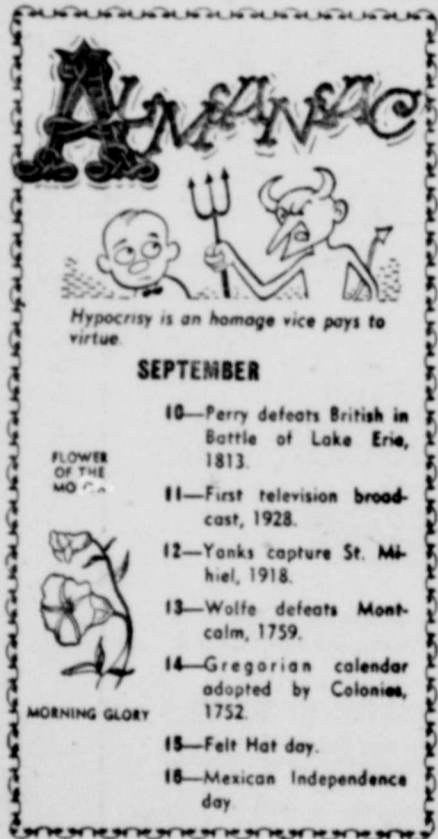 ALMANAC
Hypocrisy is an homage vice pays to
virtue.
SEPTEMBER
10—Perry defeats British in
Battle of Lake Erie,
1813.
FLOWER
OF THE
11—First television broad-
cast, 1928.
12—Yanks capture St. Mi-
hiel, 1918.
13—Wolfe defeats Mont-
calm, 1759.
14—Gregorian calendar
adopted by Colonies,
1752.
MORNING GLORY
15—Felt Hat day.
16—Mexican Independence
day.